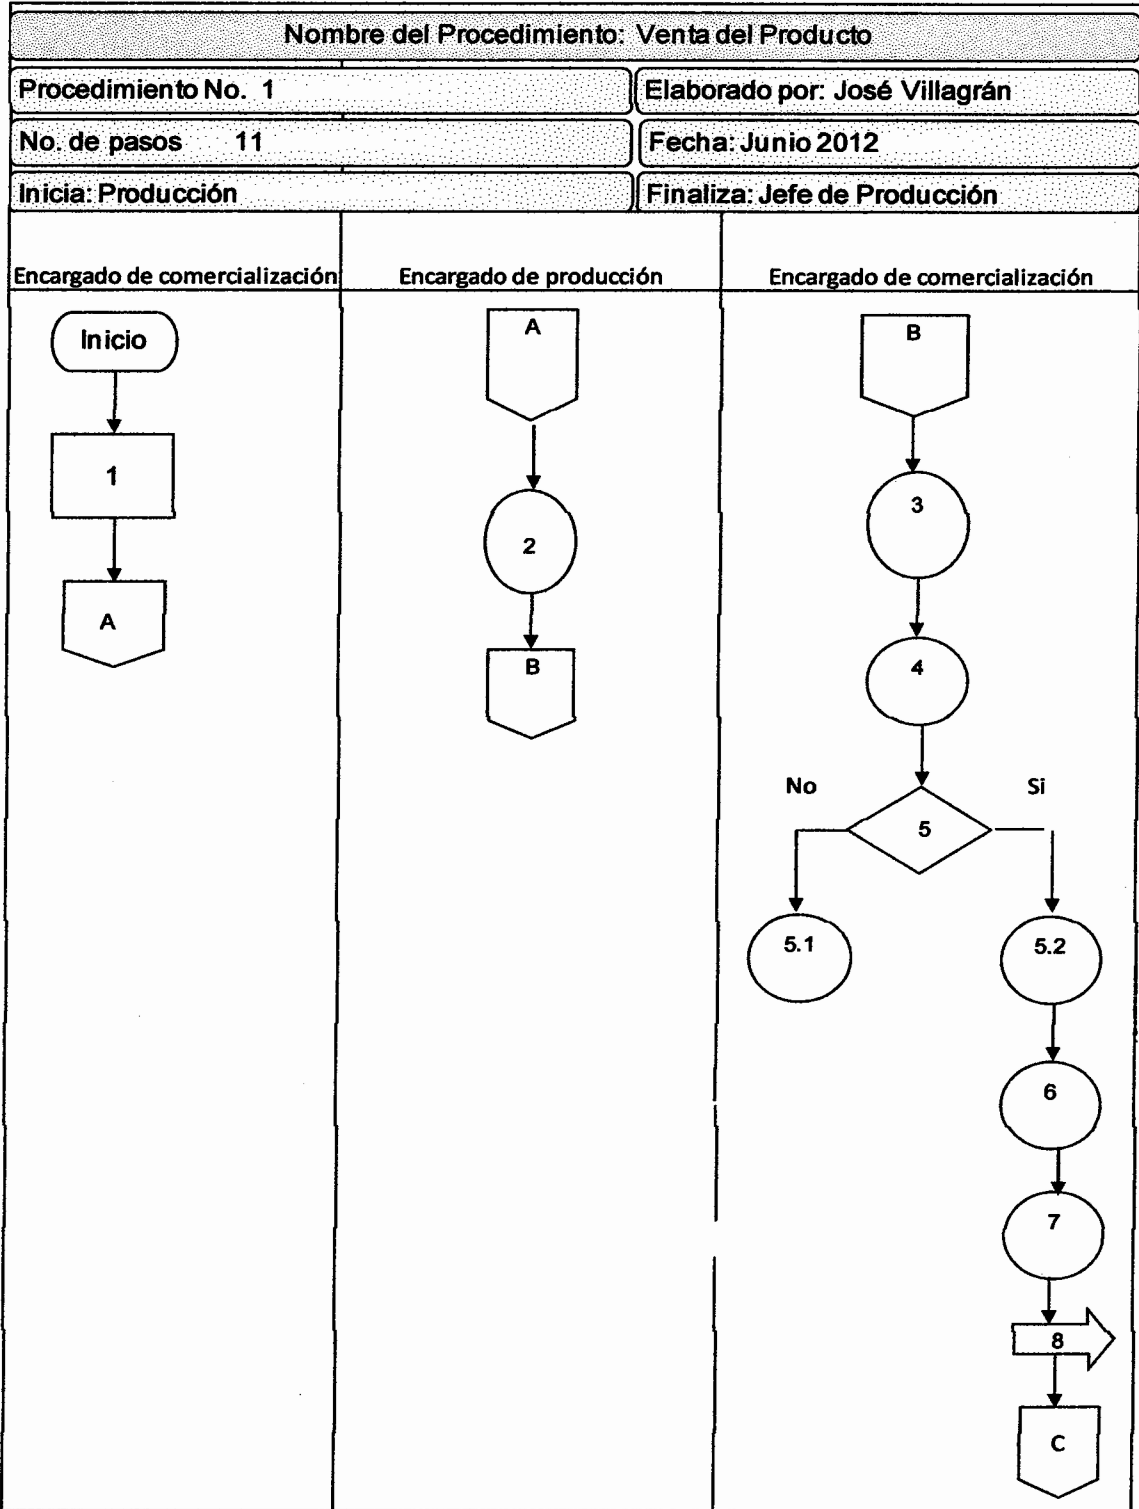 Nombre del Procedimiento: Venta del Producto
Procedimiento No. 1
Elaborado por: José Villagrán
No. de pasos 11
Fecha: Junio 2012
Inicia: Producción
Finaliza: Jefe de Producción
Encargado de comercialización
Encargado de producción
Encargado de comercialización
Inicio
1
A
A
2
B
B
3
4
No
Si
5
5.1
5.2
6
7
8
C